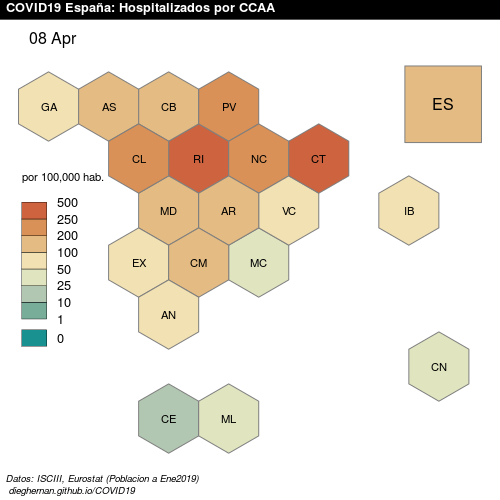 COVID19 España: Hospitalizados por CCAA
08 Apr
GA AS CB PV ES
CL RI NC CT
por 100,000 hab.
500
250
200
100
50
25
10
1
0
MD AR VC IB
EX CM MC
AN
CN
CE ML
Datos: ISCIII, Eurostat (Poblacion a Ene2019)
dieghernan.github.io/COVID19